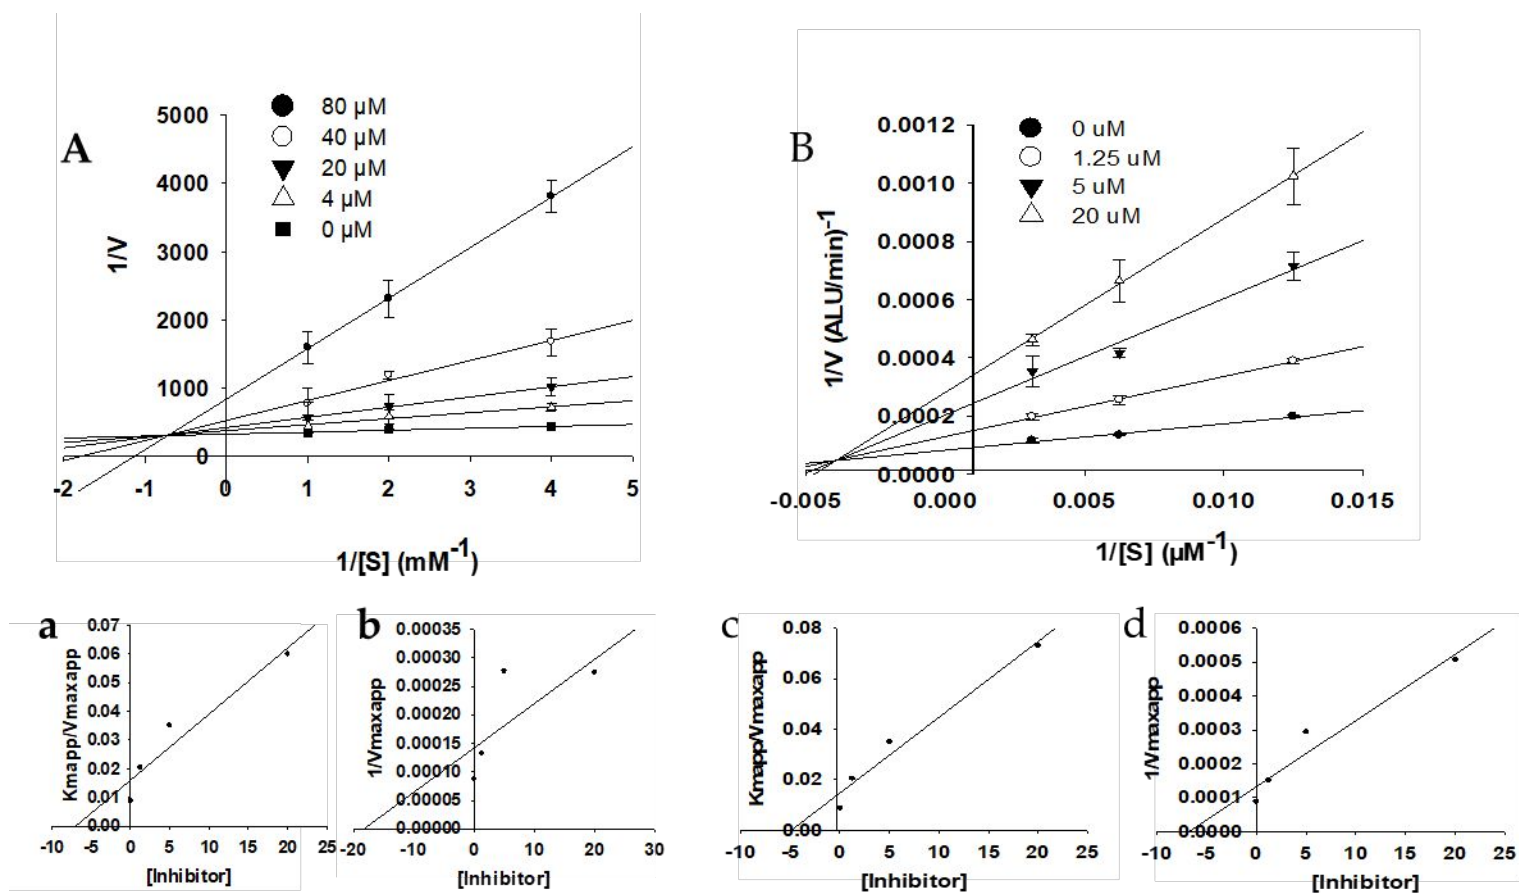 A
80 µM
40 µM
20 µM
4 µM
0 µM
1/V
5000
4000
3000
2000
1000
0
-2 -1 0 1 2 3 4 5
1/[S] (mM-1)
B
0 uM
1.25 uM
5 uM
20 uM
1/V (ALU/min)-1
0.0012
0.0010
0.0008
0.0006
0.0004
0.0002
0.0000
-0.005 0.000 0.005 0.010 0.015
1/[S] (µM-1)
a
Kmapp/Vmaxapp
0.07
0.06
0.05
0.04
0.03
0.02
0.01
0.00
-10 -5 0 5 10 15 20 25
[Inhibitor]
b
1/Vmaxapp
0.00035
0.00030
0.00025
0.00020
0.00015
0.00010
0.00005
0.00000
-20 -10 0 10 20 30
[Inhibitor]
c
Kmapp/Vmaxapp
0.08
0.06
0.04
0.02
0.00
-10 -5 0 5 10 15 20 25
[Inhibitor]
d
1/Vmaxapp
0.0006
0.0005
0.0004
0.0003
0.0002
0.0001
0.0000
-10 -5 0 5 10 15 20 25
[Inhibitor]